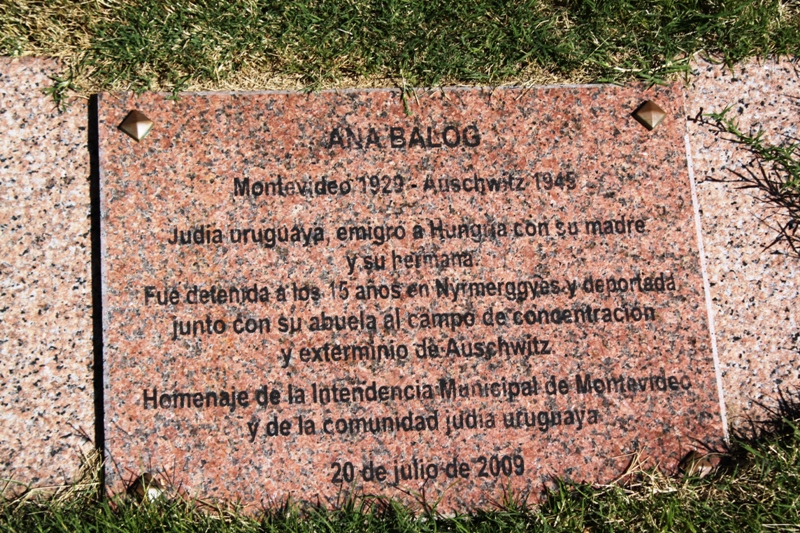 ANA BALOG
Montevideo 1929 - Auschwitz 1945
Judía uruguaya, emigró a Hungría con su madre
y su hermana.
Fue detenida a los 15 años en Nyrmerggyes y deportada
junto con su abuela al campo de concentración
y exterminio de Auschwitz.
Homenaje de la Intendencia Municipal de Montevideo
y de la comunidad judía uruguaya
20 de julio de 2009